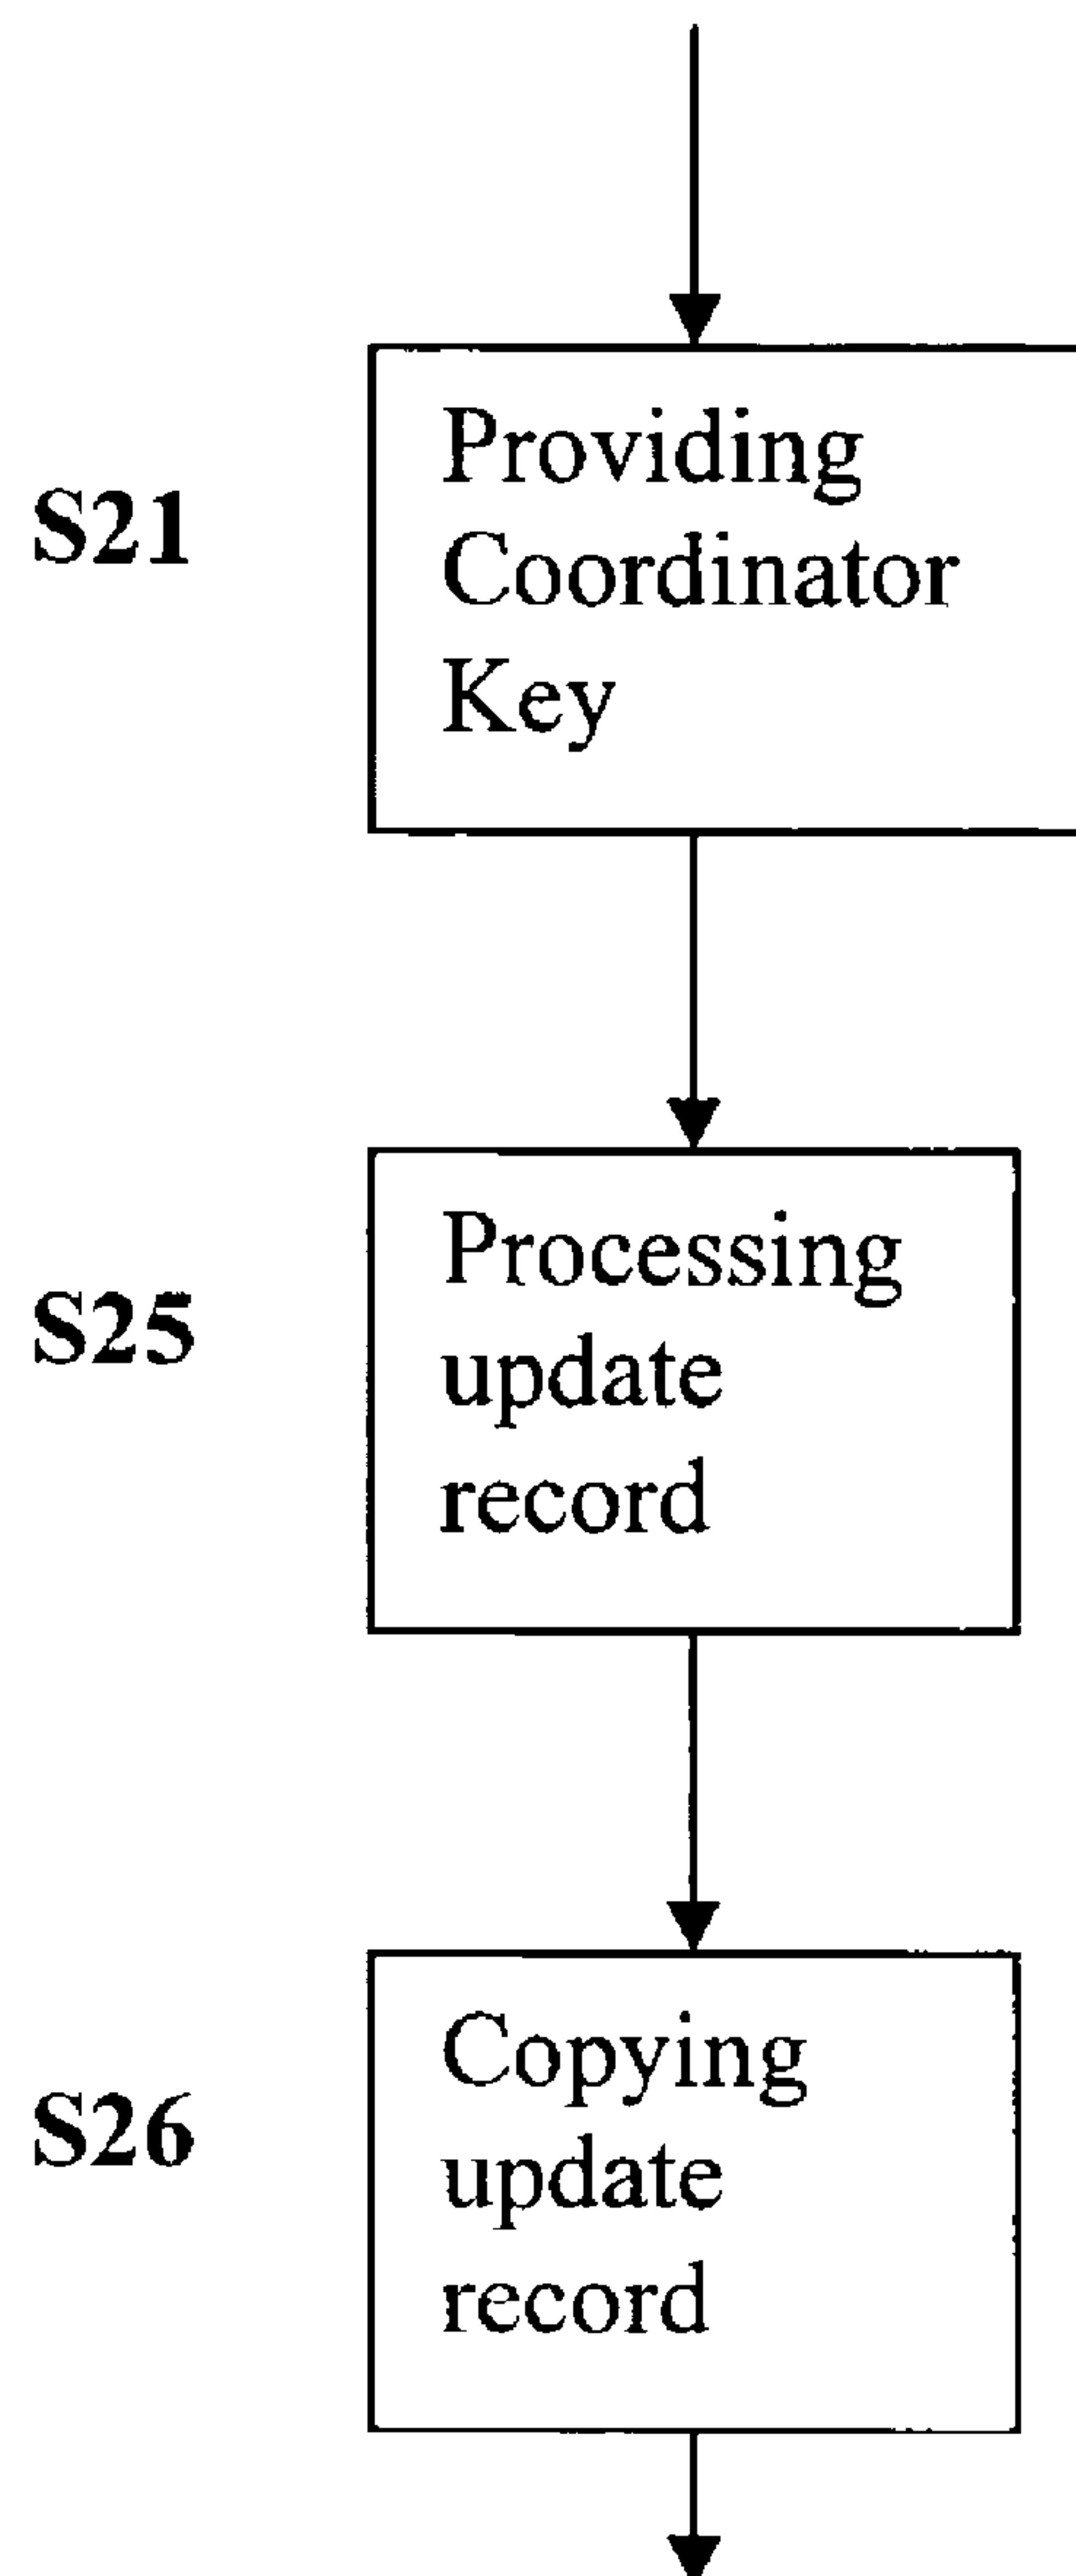 Providing
S21
Coordinator
Key
Processing
S25
update
record
Copying
S26
update
record